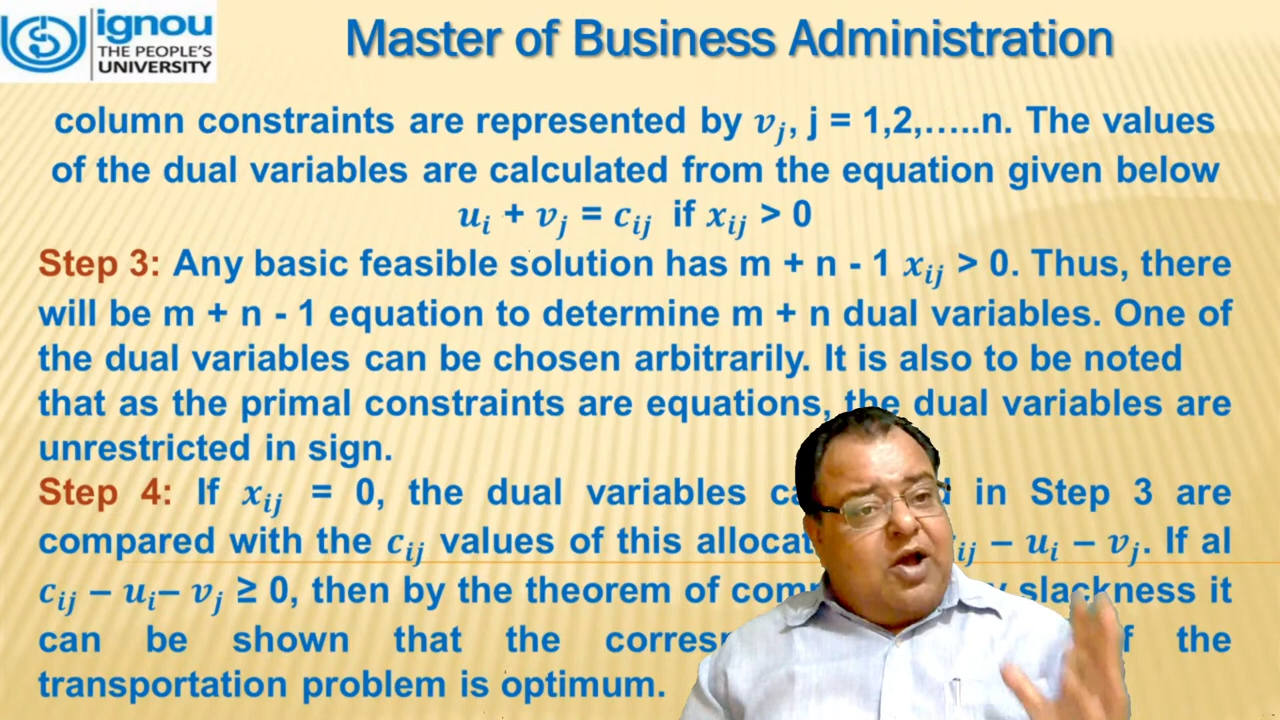 ignou
THE PEOPLE'S
UNIVERSITY
Master of Business Administration
column constraints are represented by vⱼ, j = 1,2,…..n. The values
of the dual variables are calculated from the equation given below
uᵢ + vⱼ = cᵢⱼ if xᵢⱼ > 0
Step 3: Any basic feasible solution has m + n - 1 xᵢⱼ > 0. Thus, there
will be m + n - 1 equation to determine m + n dual variables. One of
the dual variables can be chosen arbitrarily. It is also to be noted
that as the primal constraints are equations, the dual variables are
unrestricted in sign.
Step 4: If xᵢⱼ = 0, the dual variables in Step 3 are
compared with the cᵢⱼ values of this − uᵢ − vⱼ. If al
cᵢⱼ − uᵢ− vⱼ ≥ 0, then by the theorem of slackness it
can be shown that the the
transportation problem is optimum.